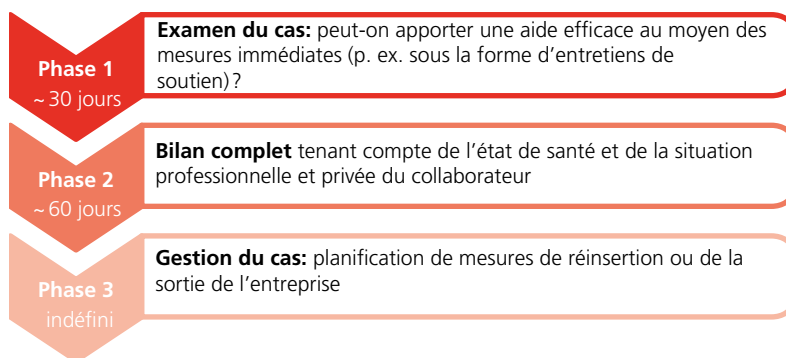 Phase 1
~ 30 jours
Examen du cas: peut-on apporter une aide efficace au moyen des
mesures immédiates (p. ex. sous la forme d’entretiens de
soutien) ?
Phase 2
~ 60 jours
Bilan complet tenant compte de l’état de santé et de la situation
professionnelle et privée du collaborateur
Phase 3
indéfini
Gestion du cas: planification de mesures de réinsertion ou de la
sortie de l’entreprise